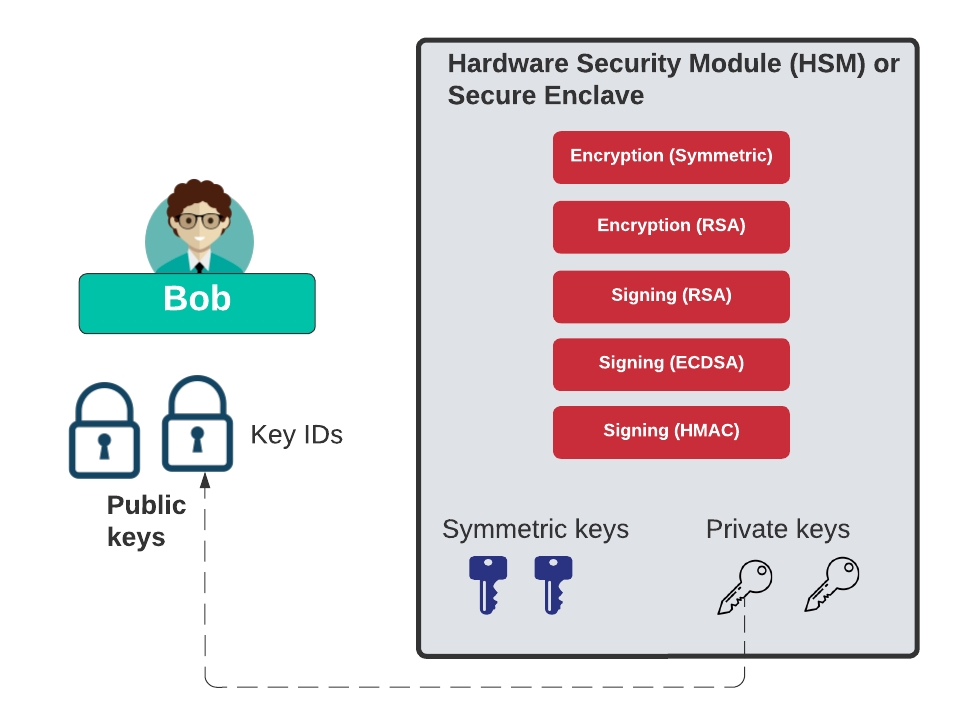 Hardware Security Module (HSM) or
Secure Enclave
Encryption (Symmetric)
Encryption (RSA)
Signing (RSA)
Signing (ECDSA)
Signing (HMAC)
Bob
Key IDs
Public
keys
Symmetric keys
Private keys